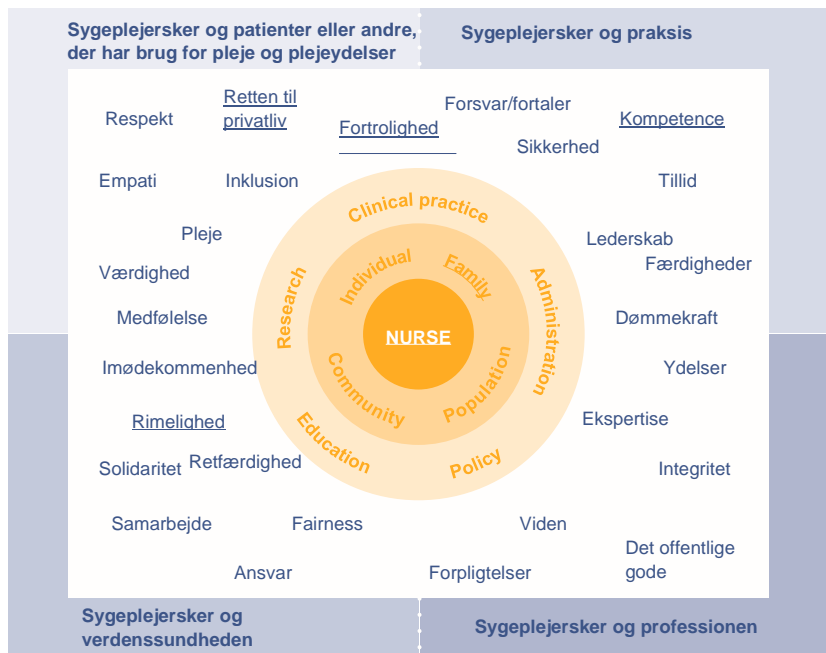 Sygeplejersker og patienter eller andre,
der har brug for pleje og plejeydelser
Sygeplejersker og praksis
Respekt
Retten til
privatliv
Fortrolighed
Forsvar/fortaler
Sikkerhed
Kompetence
Empati
Inklusion
Tillid
Pleje
Lederskab
Færdigheder
Værdighed
Medfølelse
Dømmekraft
Imødekommenhed
Ydelser
Rimelighed
Ekspertise
Solidaritet
Retfærdighed
Integritet
Samarbejde
Fairness
Viden
Det offentlige
gode
Ansvar
Forpligtelser
Clinical practice
Research
Administration
Education
Policy
Individual
Family
Community
Population
NURSE
Sygeplejersker og
verdenssundheden
Sygeplejersker og professionen